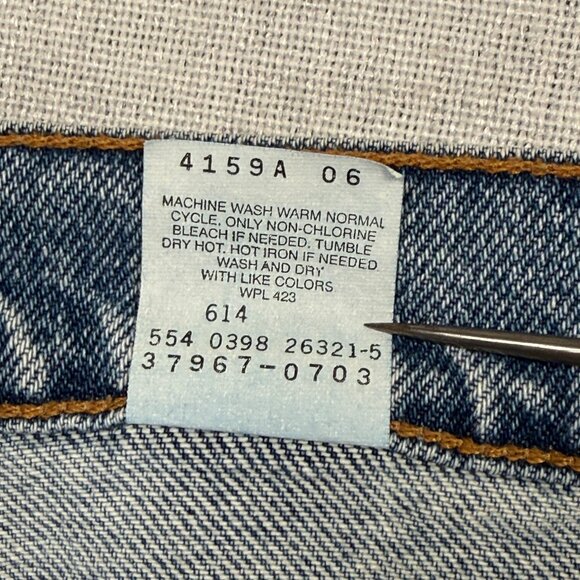 4159A 06
MACHINE WASH WARM NORMAL
CYCLE, ONLY NON-CHLORINE
BLEACH IF NEEDED, TUMBLE
DRY HOT, HOT IRON IF NEEDED
WASH AND DRY
WITH LIKE COLORS
WPL 423
614
554 0398 26321-5
37967-0703